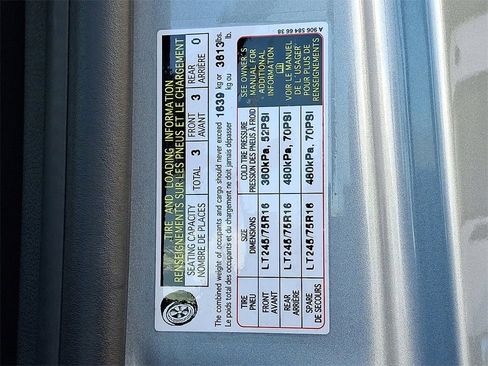 A 906 584 66 38
TIRE AND LOADING INFORMATION
RENSEIGNEMENTS SUR LES PNEUS ET LE CHARGEMENT
SEATING CAPACITY
NOMBRE DE PLACES
TOTAL 3
FRONT
AVANT 3
REAR
ARRIÈRE 0
The combined weight of occupants and cargo should never exceed 1639 kg or 3613 lbs.
Le poids total des occupants et du chargement ne doit jamais dépasser kg ou lb.
TIRE
PNEU
SIZE
DIMENSIONS
COLD TIRE PRESSURE
PRESSION DES PNEUS À FROID
SEE OWNER'S
MANUAL FOR
ADDITIONAL
INFORMATION
VOIR LE MANUEL
DE L'USAGER
POUR PLUS DE
RENSEIGNEMENTS
FRONT
AVANT
LT245/75R16
360kPa, 52PSI
REAR
ARRIÈRE
LT245/75R16
480kPa, 70PSI
SPARE
DE SECOURS
LT245/75R16
480kPa, 70PSI